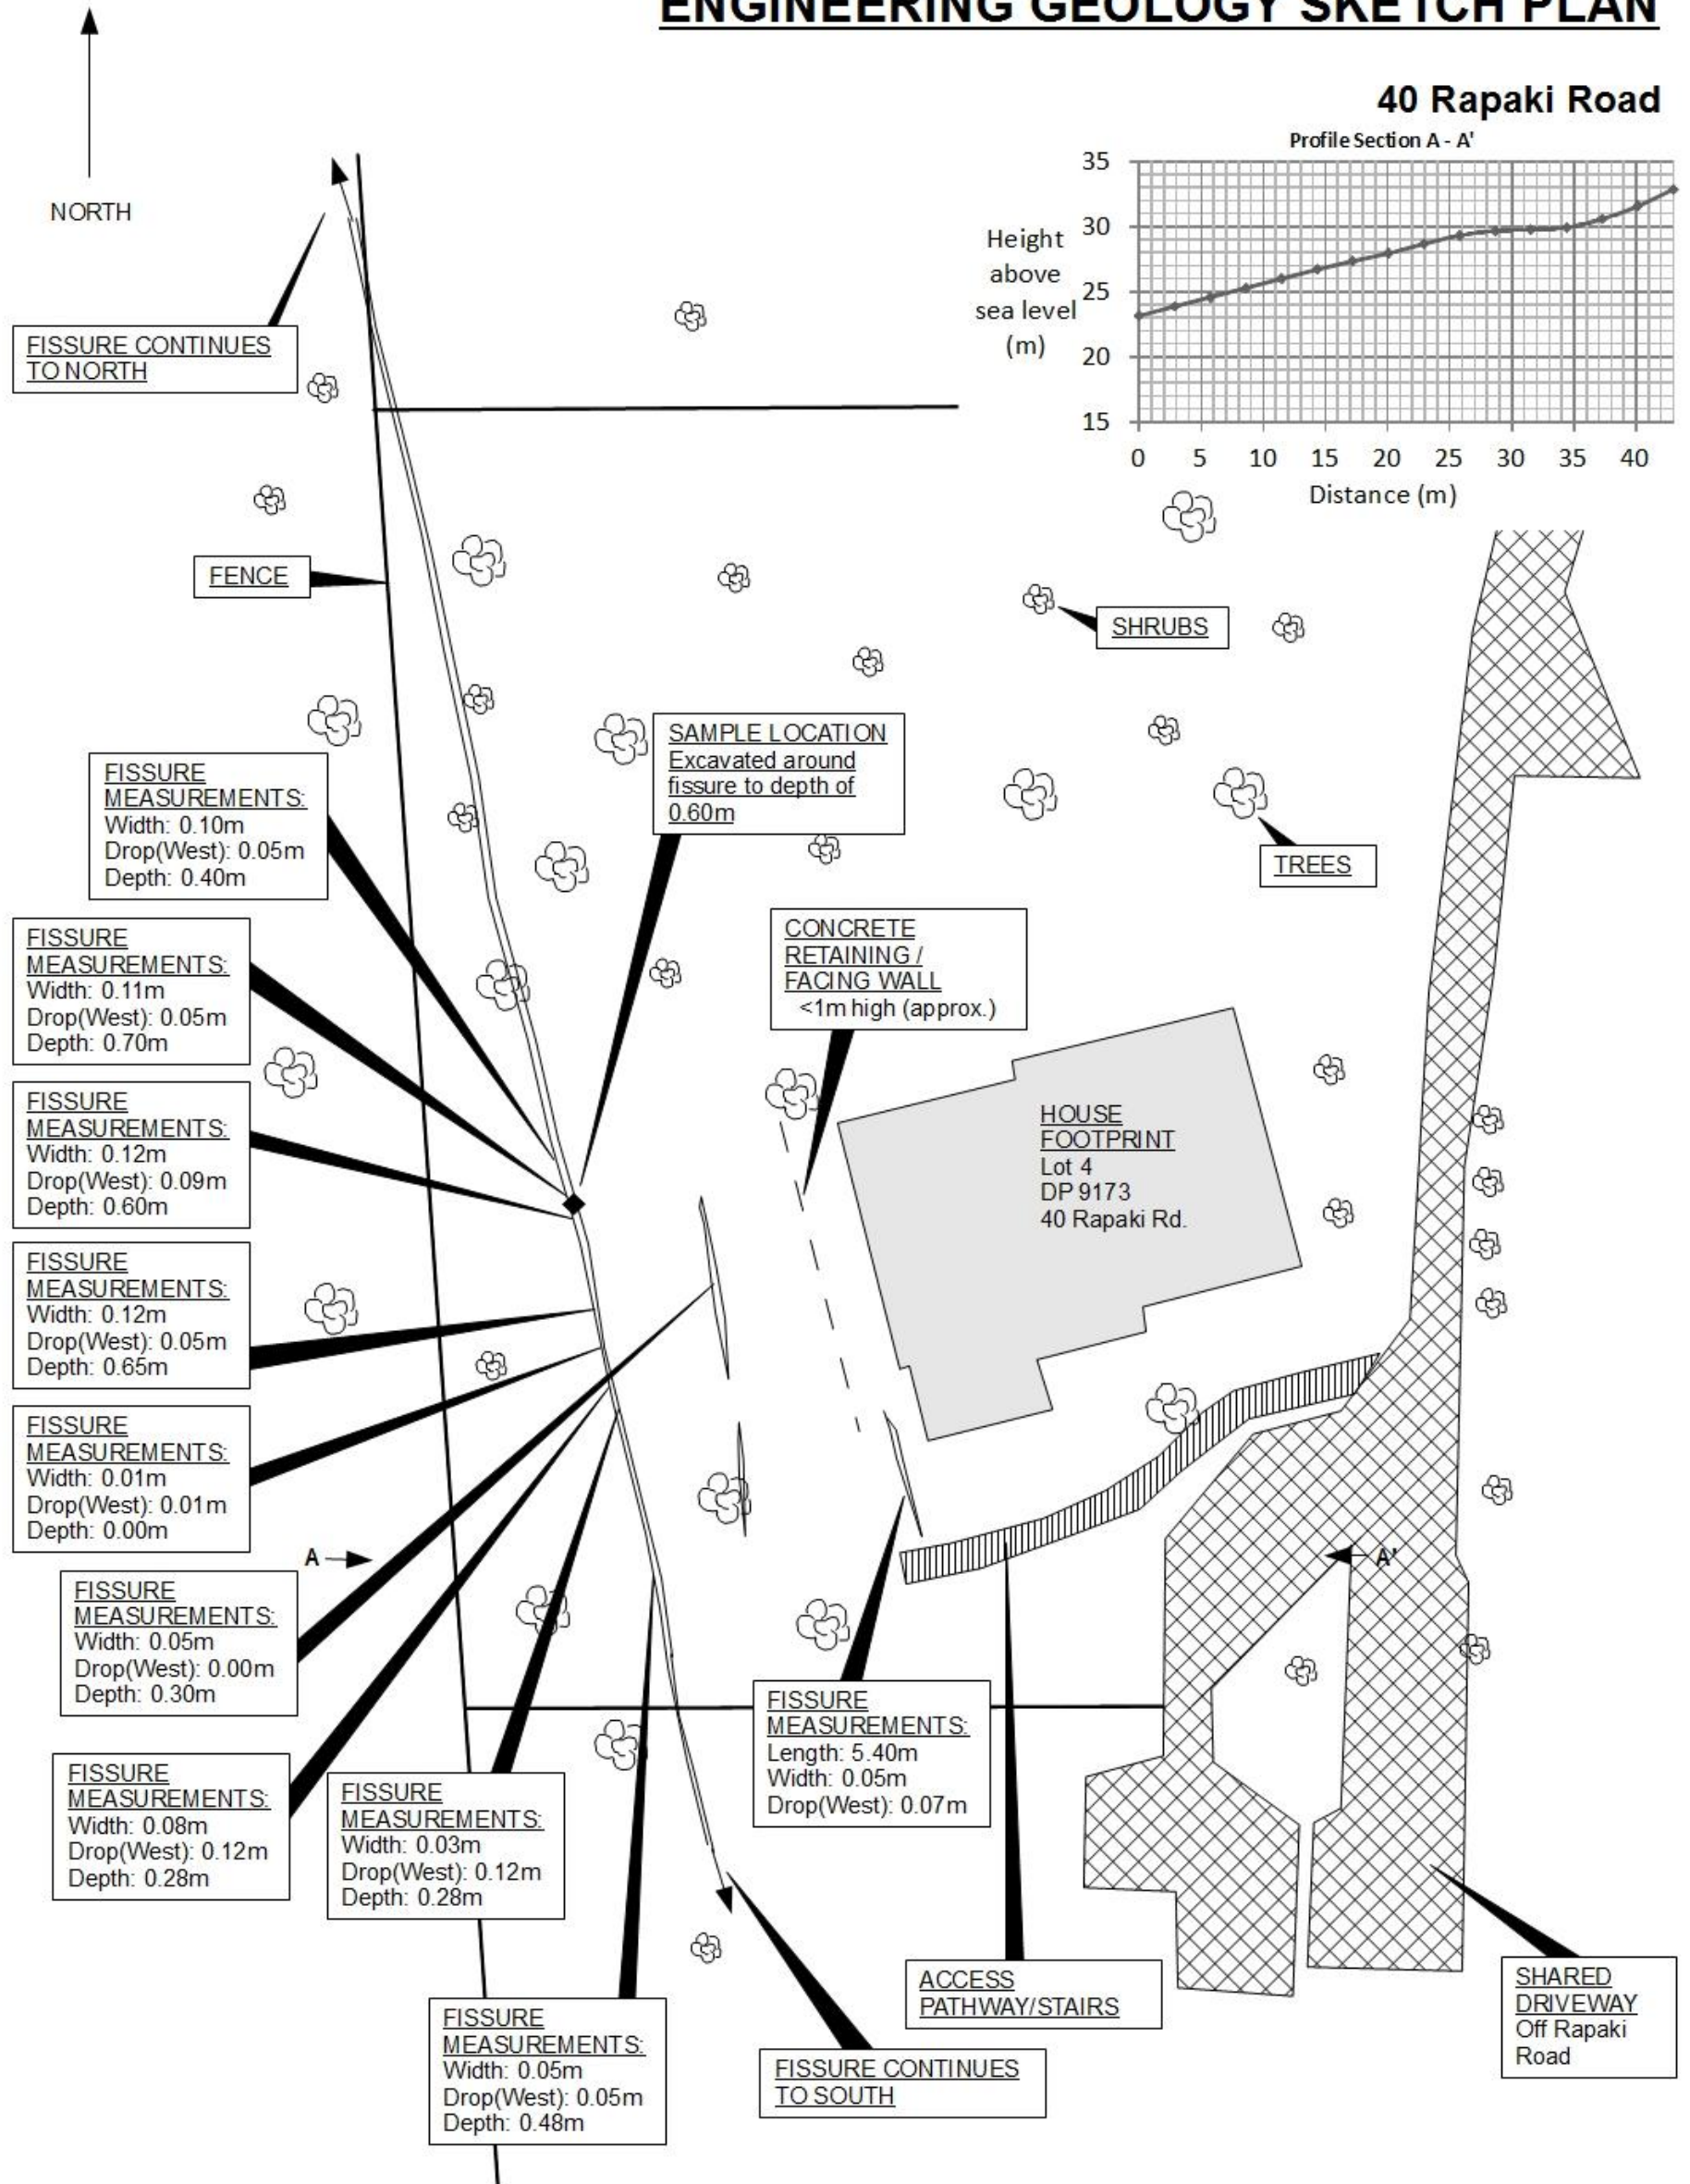 ENGINEERING GEOLOGY SKETCH PLAN
40 Rapaki Road
Profile Section A - A'
35
30
25
20
15
Height
above
sea level
(m)
0 5 10 15 20 25 30 35 40
Distance (m)
NORTH
FISSURE CONTINUES
TO NORTH
FENCE
SHRUBS
TREES
SAMPLE LOCATION
Excavated around
fissure to depth of
0.60m
FISSURE
MEASUREMENTS:
Width: 0.10m
Drop(West): 0.05m
Depth: 0.40m
FISSURE
MEASUREMENTS:
Width: 0.11m
Drop(West): 0.05m
Depth: 0.70m
CONCRETE
RETAINING /
FACING WALL
<1m high (approx.)
FISSURE
MEASUREMENTS:
Width: 0.12m
Drop(West): 0.09m
Depth: 0.60m
HOUSE
FOOTPRINT
Lot 4
DP 9173
40 Rapaki Rd.
FISSURE
MEASUREMENTS:
Width: 0.12m
Drop(West): 0.05m
Depth: 0.65m
FISSURE
MEASUREMENTS:
Width: 0.01m
Drop(West): 0.01m
Depth: 0.00m
A
A'
FISSURE
MEASUREMENTS:
Width: 0.05m
Drop(West): 0.00m
Depth: 0.30m
FISSURE
MEASUREMENTS:
Length: 5.40m
Width: 0.05m
Drop(West): 0.07m
FISSURE
MEASUREMENTS:
Width: 0.08m
Drop(West): 0.12m
Depth: 0.28m
FISSURE
MEASUREMENTS:
Width: 0.03m
Drop(West): 0.12m
Depth: 0.28m
FISSURE
MEASUREMENTS:
Width: 0.05m
Drop(West): 0.05m
Depth: 0.48m
ACCESS
PATHWAY/STAIRS
FISSURE CONTINUES
TO SOUTH
SHARED
DRIVEWAY
Off Rapaki
Road